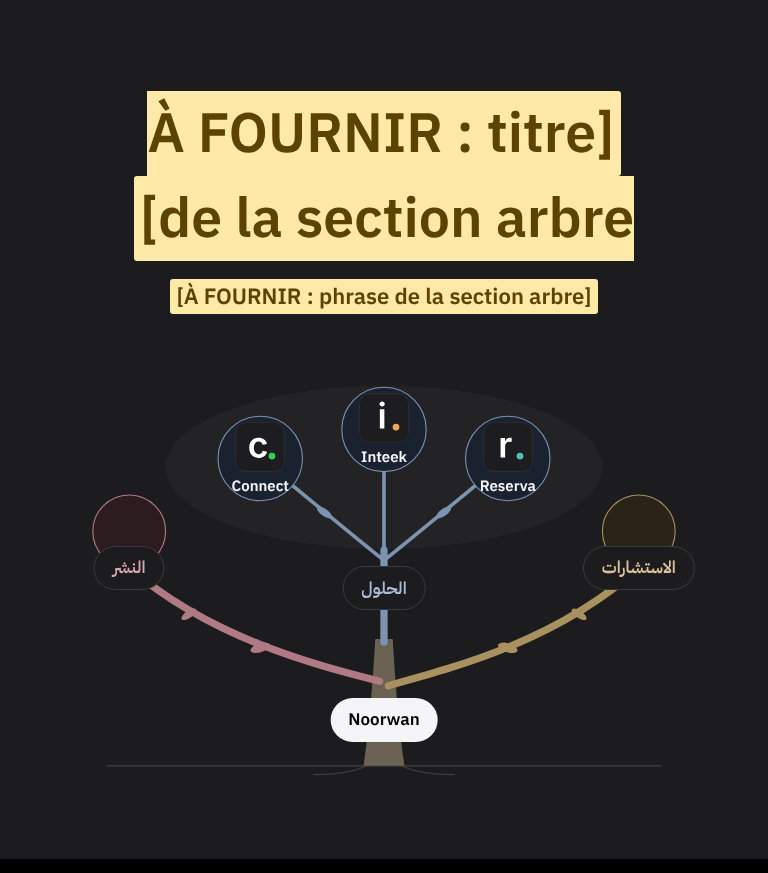 À FOURNIR : titre]
[de la section arbre
[À FOURNIR : phrase de la section arbre]
i.
Inteek
c.
Connect
r.
Reserva
النشر
الحلول
الاستشارات
Noorwan